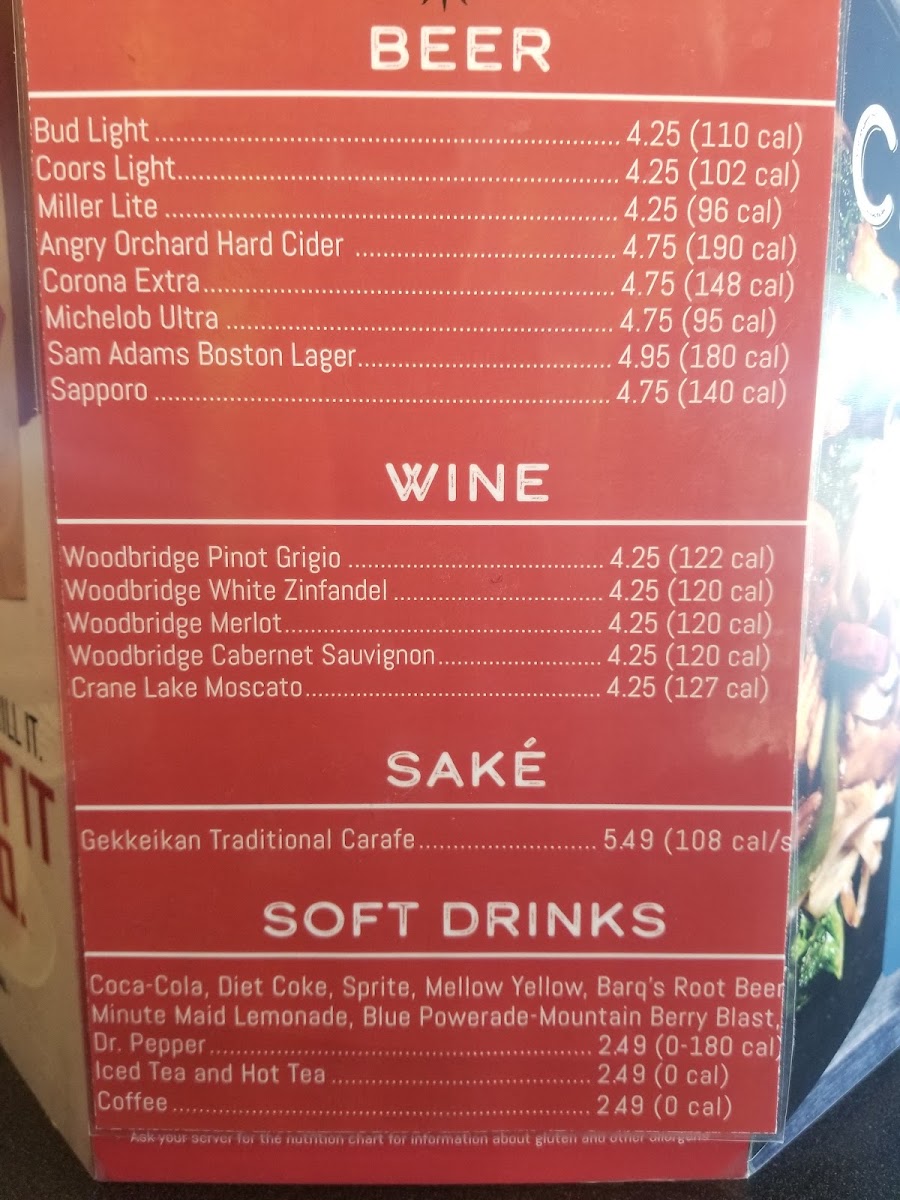 BEER
Bud Light ........ 4.25 (110 cal)
Coors Light ........ 4.25 (102 cal)
Miller Lite ........ 4.25 (96 cal)
Angry Orchard Hard Cider ........ 4.75 (190 cal)
Corona Extra ........ 4.75 (148 cal)
Michelob Ultra ........ 4.75 (95 cal)
Sam Adams Boston Lager ........ 4.95 (180 cal)
Sapporo ........ 4.75 (140 cal)
WINE
Woodbridge Pinot Grigio ........ 4.25 (122 cal)
Woodbridge White Zinfandel ........ 4.25 (120 cal)
Woodbridge Merlot ........ 4.25 (120 cal)
Woodbridge Cabernet Sauvignon ........ 4.25 (120 cal)
Crane Lake Moscato ........ 4.25 (127 cal)
SAKÉ
Gekkeikan Traditional Carafe ........ 5.49 (108 cal/s
SOFT DRINKS
Coca-Cola, Diet Coke, Sprite, Mellow Yellow, Barq's Root Beer
Minute Maid Lemonade, Blue Powerade-Mountain Berry Blast,
Dr. Pepper ........ 2.49 (0-180 cal)
Iced Tea and Hot Tea ........ 2.49 (0 cal)
Coffee ........ 2.49 (0 cal)
Ask your server for the nutrition chart for information about gluten and other allergens
C
IT.
IT